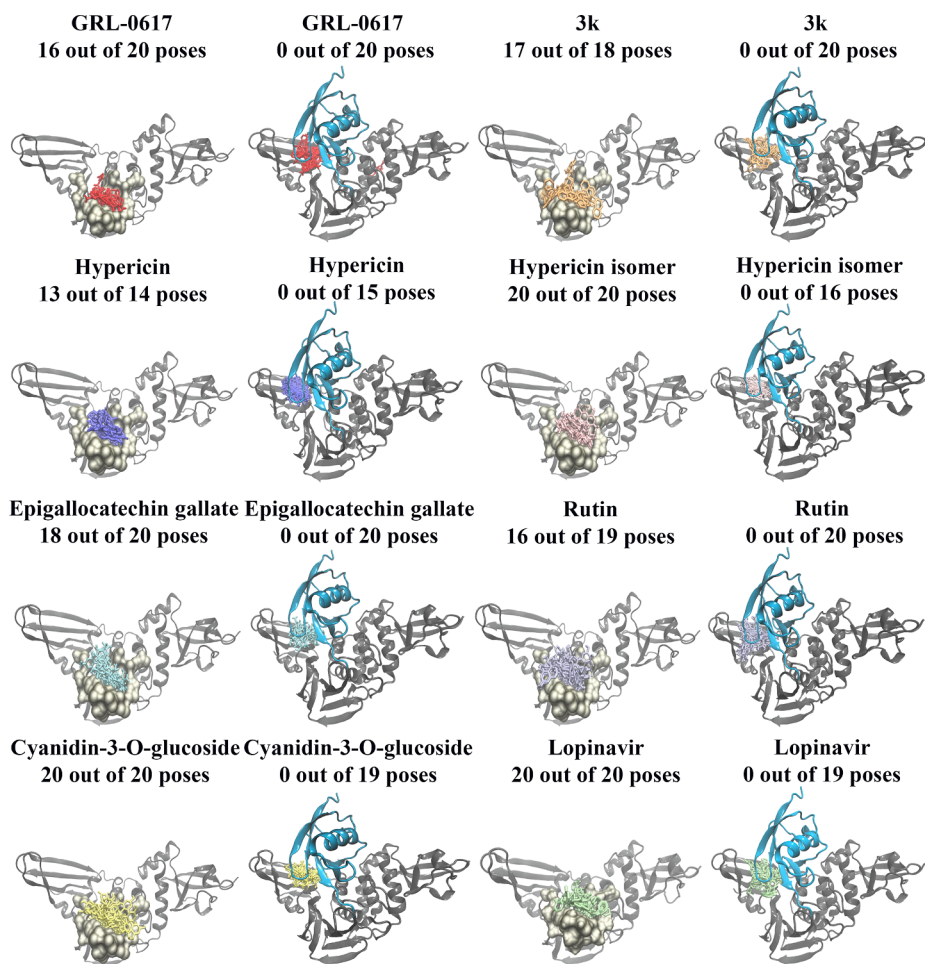 GRL-0617
16 out of 20 poses
GRL-0617
0 out of 20 poses
3k
17 out of 18 poses
3k
0 out of 20 poses
Hypericin
13 out of 14 poses
Hypericin
0 out of 15 poses
Hypericin isomer
20 out of 20 poses
Hypericin isomer
0 out of 16 poses
Epigallocatechin gallate
18 out of 20 poses
Epigallocatechin gallate
0 out of 20 poses
Rutin
16 out of 19 poses
Rutin
0 out of 20 poses
Cyanidin-3-O-glucoside
20 out of 20 poses
Cyanidin-3-O-glucoside
0 out of 19 poses
Lopinavir
20 out of 20 poses
Lopinavir
0 out of 19 poses